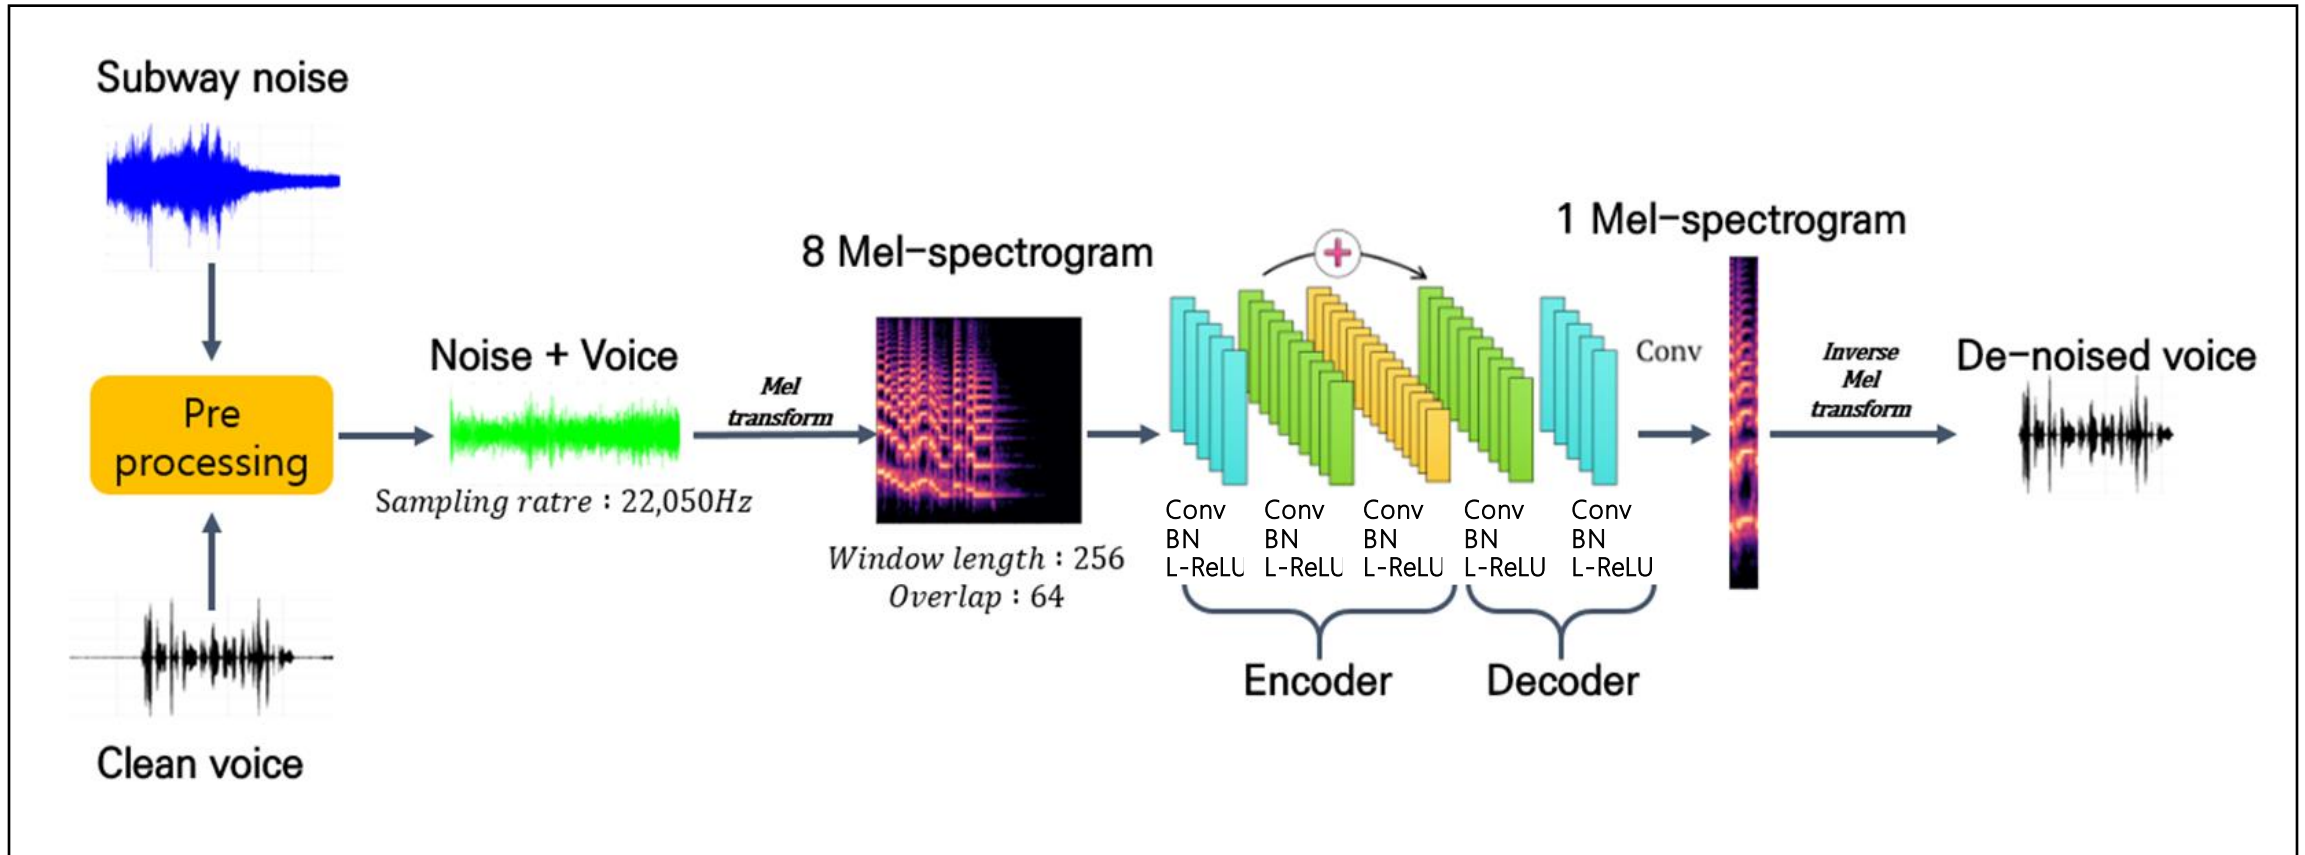 Subway noise
Pre
processing
Clean voice
Noise + Voice
Sampling ratre : 22,050Hz
Mel
transform
8 Mel-spectrogram
Window length : 256
Overlap : 64
+
Conv
BN
L-ReLU
Conv
BN
L-ReLU
Conv
BN
L-ReLU
Conv
BN
L-ReLU
Conv
BN
L-ReLU
Encoder
Decoder
Conv
1 Mel-spectrogram
Inverse
Mel
transform
De-noised voice